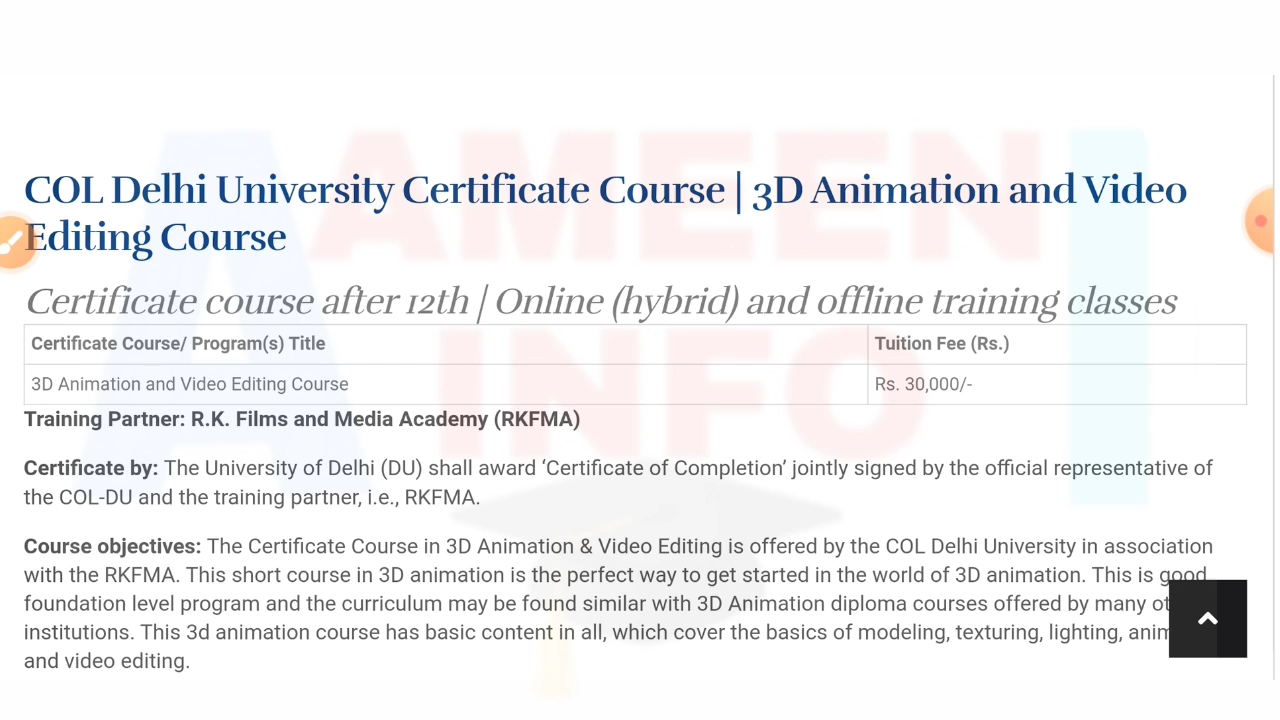 AMEEN
INFO
COL Delhi University Certificate Course | 3D Animation and Video
Editing Course
Certificate course after 12th | Online (hybrid) and offline training classes
Certificate Course/ Program(s) Title Tuition Fee (Rs.)
3D Animation and Video Editing Course Rs. 30,000/-
Training Partner: R.K. Films and Media Academy (RKFMA)
Certificate by: The University of Delhi (DU) shall award ‘Certificate of Completion’ jointly signed by the official representative of
the COL-DU and the training partner, i.e., RKFMA.
Course objectives: The Certificate Course in 3D Animation & Video Editing is offered by the COL Delhi University in association
with the RKFMA. This short course in 3D animation is the perfect way to get started in the world of 3D animation. This is good
foundation level program and the curriculum may be found similar with 3D Animation diploma courses offered by many
institutions. This 3d animation course has basic content in all, which cover the basics of modeling, texturing, lighting,
and video editing.